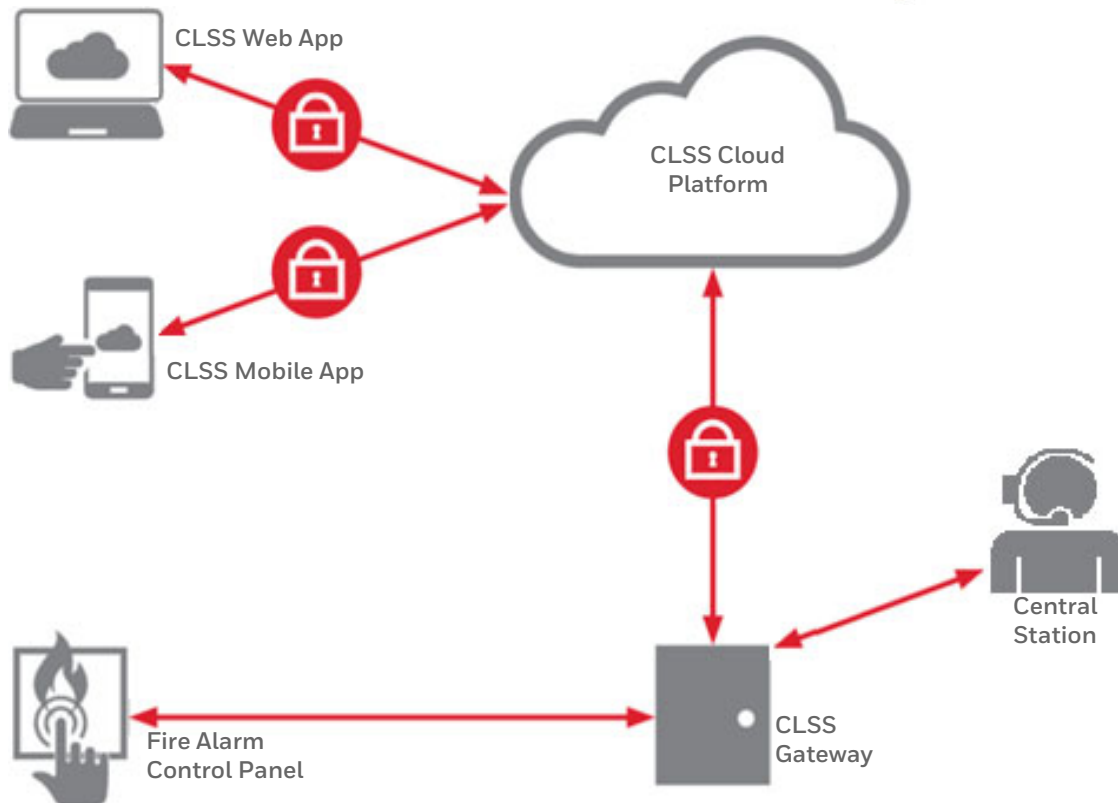 CLSS Web App
CLSS Cloud
Platform
CLSS Mobile App
Central
Station
Fire Alarm
Control Panel
CLSS
Gateway